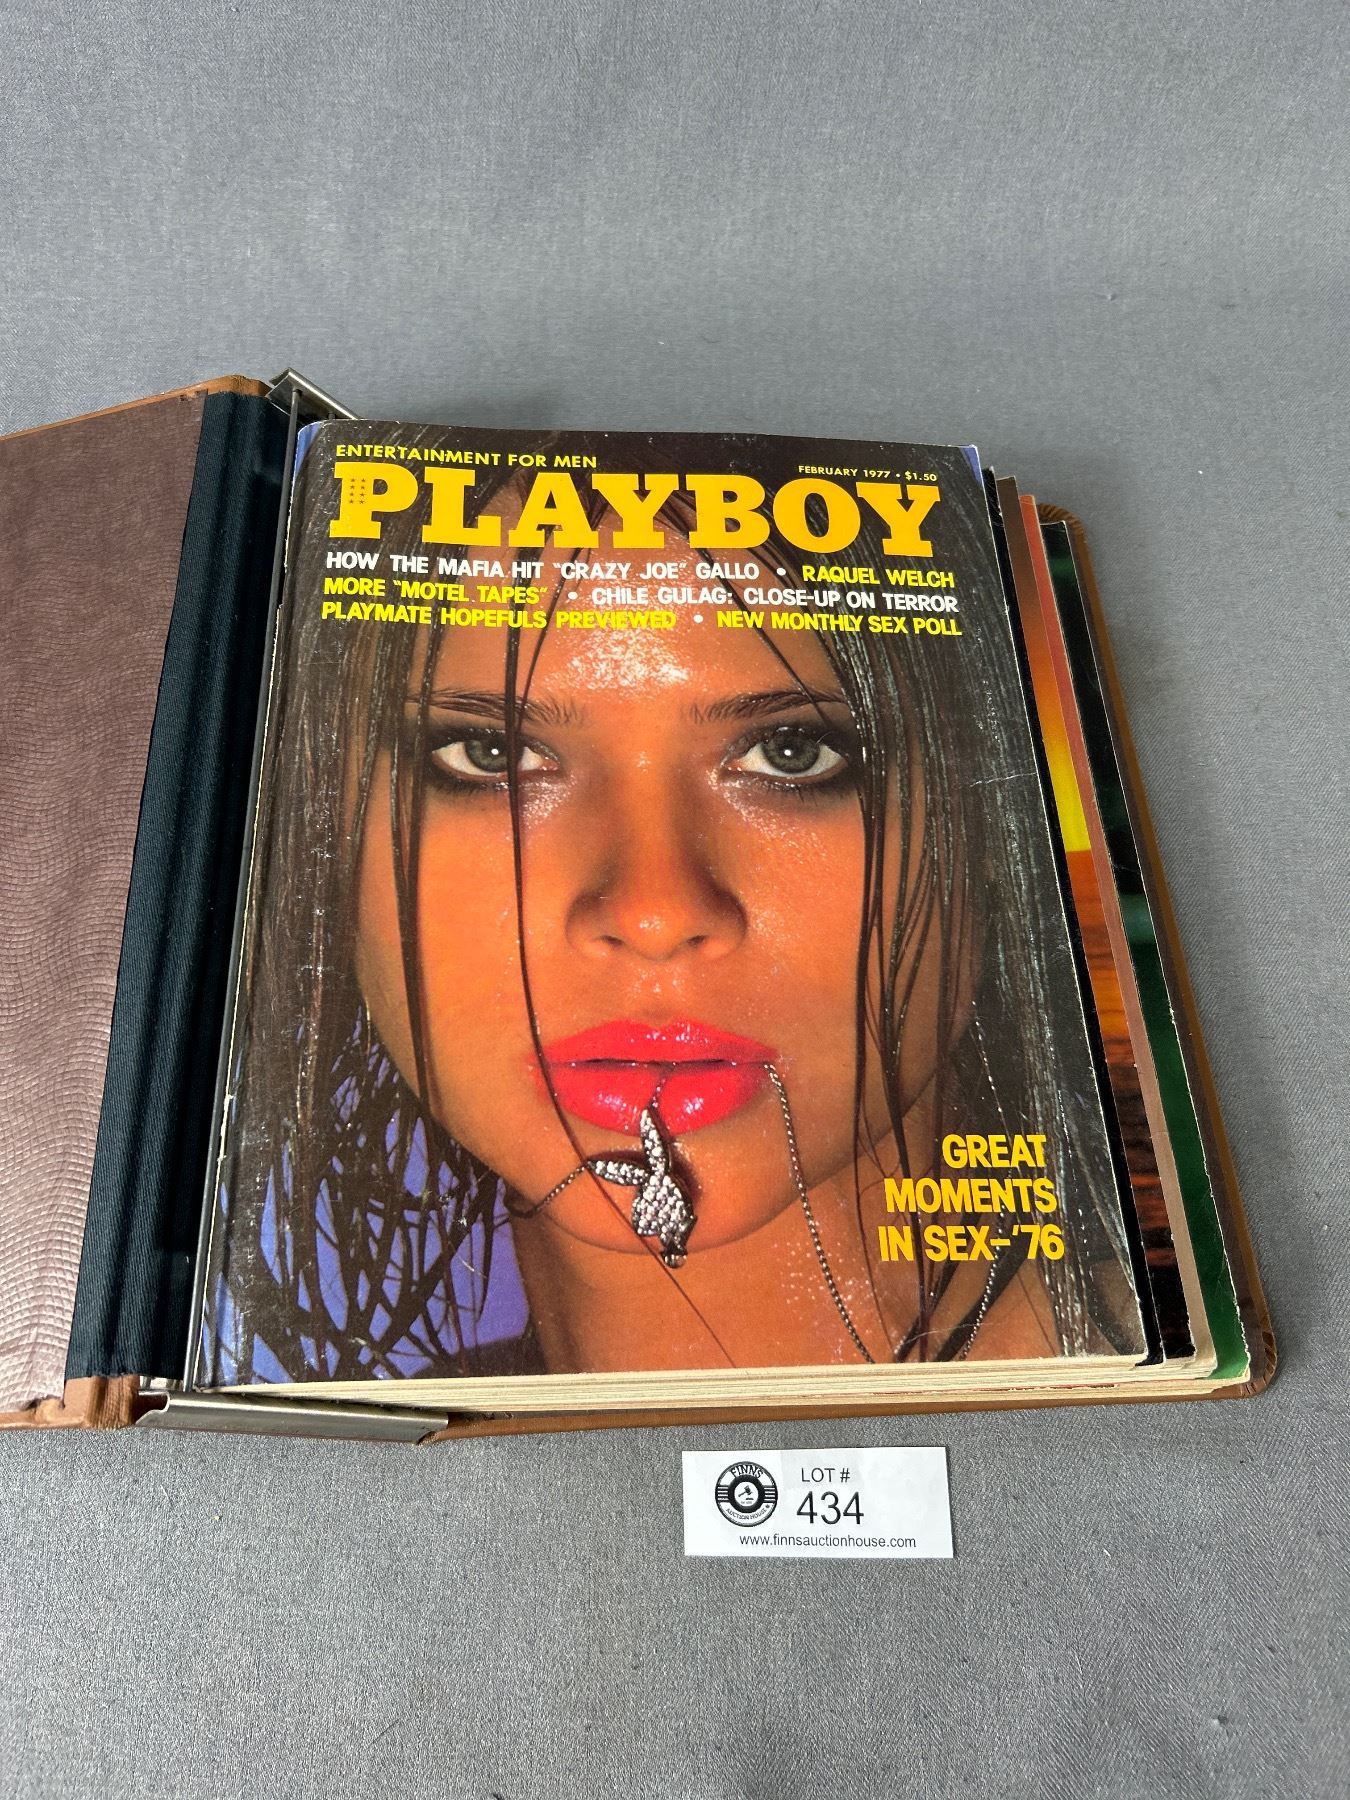 ENTERTAINMENT FOR MEN
FEBRUARY 1977 • $1.50
PLAYBOY
HOW THE MAFIA HIT "CRAZY JOE" GALLO • RAQUEL WELCH
MORE "MOTEL TAPES" • CHILE GULAG: CLOSE-UP ON TERROR
PLAYMATE HOPEFULS PREVIEWED • NEW MONTHLY SEX POLL
GREAT
MOMENTS
IN SEX-'76
FINNS
AUCTION HOUSE
LOT #
434
www.finnsauctionhouse.com